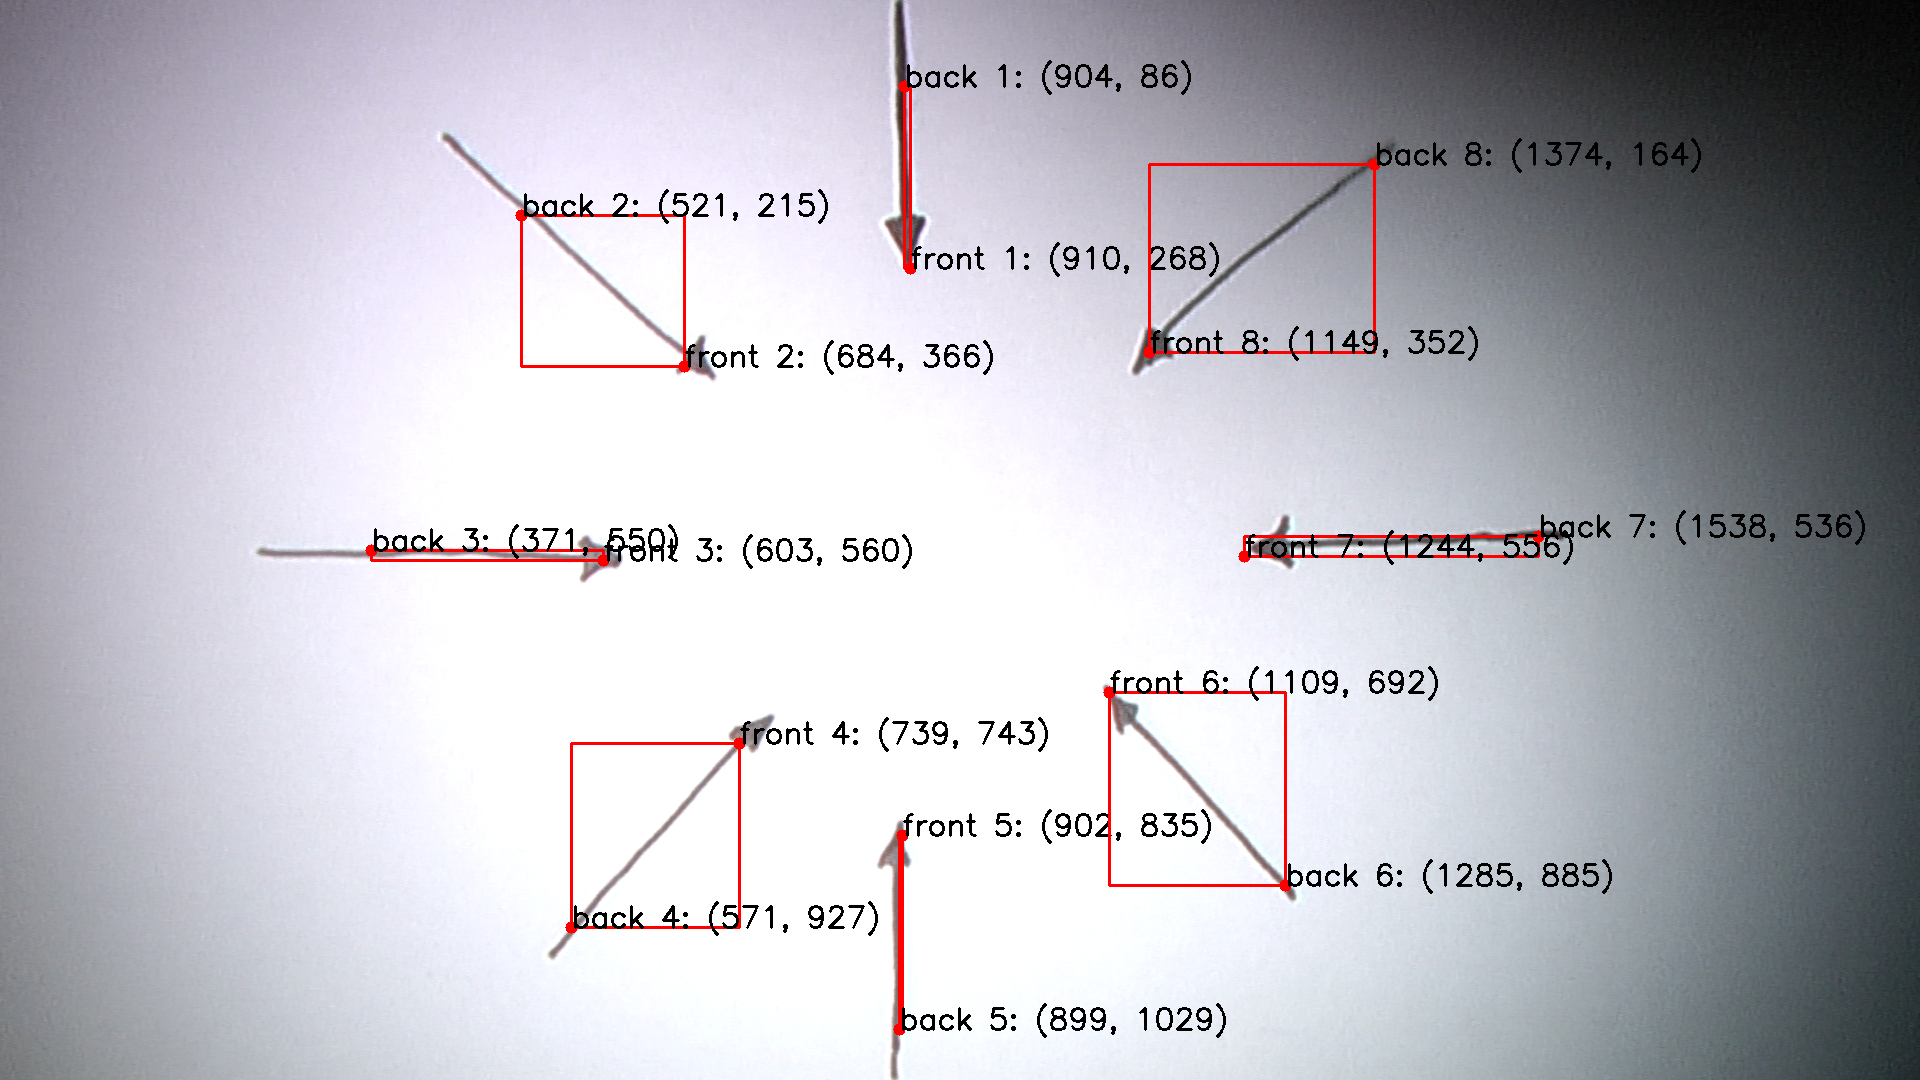 back 1: (904, 86)
back 8: (1374, 164)
back 2: (521, 215)
front 1: (910, 268)
front 8: (1149, 352)
front 2: (684, 366)
back 7: (1538, 536)
back 3: (371, 550)
front 3: (603, 560)
front 7: (1244, 556)
front 6: (1109, 692)
front 4: (739, 743)
front 5: (902, 835)
back 6: (1285, 885)
back 4: (571, 927)
back 5: (899, 1029)